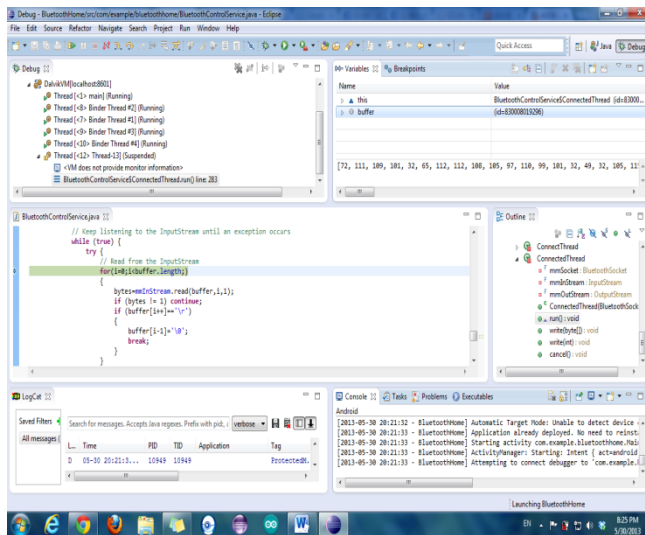 Debug - BluetoothHome/src/com/example/bluetoothhome/BluetoothControlService.java - Eclipse
File Edit Source Refactor Navigate Search Project Run Window Help
Quick Access
Java
Debug
Debug
DalvikVM[localhost:8601]
Thread [<1> main] (Running)
Thread [<8> Binder Thread #2] (Running)
Thread [<7> Binder Thread #1] (Running)
Thread [<9> Binder Thread #3] (Running)
Thread [<10> Binder Thread #4] (Running)
Thread [<12> Thread-13] (Suspended)
<VM does not provide monitor information>
BluetoothControlService$ConnectedThread.run() line: 283
(x)= Variables Breakpoints
Name Value
this BluetoothControlService$ConnectedThread (id=83000...
buffer (id=830008019296)
[72, 111, 109, 101, 32, 65, 112, 112, 108, 105, 97, 110, 99, 101, 32, 49, 32, 105, 115
BluetoothControlService.java
// Keep listening to the InputStream until an exception occurs
while (true) {
try {
// Read from the InputStream
for(i=0;i<buffer.length;)
{
bytes=mmInStream.read(buffer,i,1);
if (bytes != 1) continue;
if (buffer[i++]=='\r')
{
buffer[i-1]='\0';
break;
}
}
Outline
ConnectThread
ConnectedThread
mmSocket : BluetoothSocket
mmInStream : InputStream
mmOutStream : OutputStream
ConnectedThread(BluetoothSock
run() : void
write(byte[]) : void
write(int) : void
cancel() : void
LogCat
Saved Filters
All messages (
Search for messages. Accepts Java regexes. Prefix with pid:, verbose
L... Time PID TID Application Tag
D 05-30 20:21:3... 10949 10949 ProtectedM.
Console Tasks Problems Executables
Android
[2013-05-30 20:21:32 - BluetoothHome] Automatic Target Mode: Unable to detect device
[2013-05-30 20:21:33 - BluetoothHome] Application already deployed. No need to reinst
[2013-05-30 20:21:33 - BluetoothHome] Starting activity com.example.bluetoothhome.Mai
[2013-05-30 20:21:33 - BluetoothHome] ActivityManager: Starting: Intent { act=android
[2013-05-30 20:21:33 - BluetoothHome] Attempting to connect debugger to 'com.example.
Launching BluetoothHome
EN
8:25 PM
5/30/2013